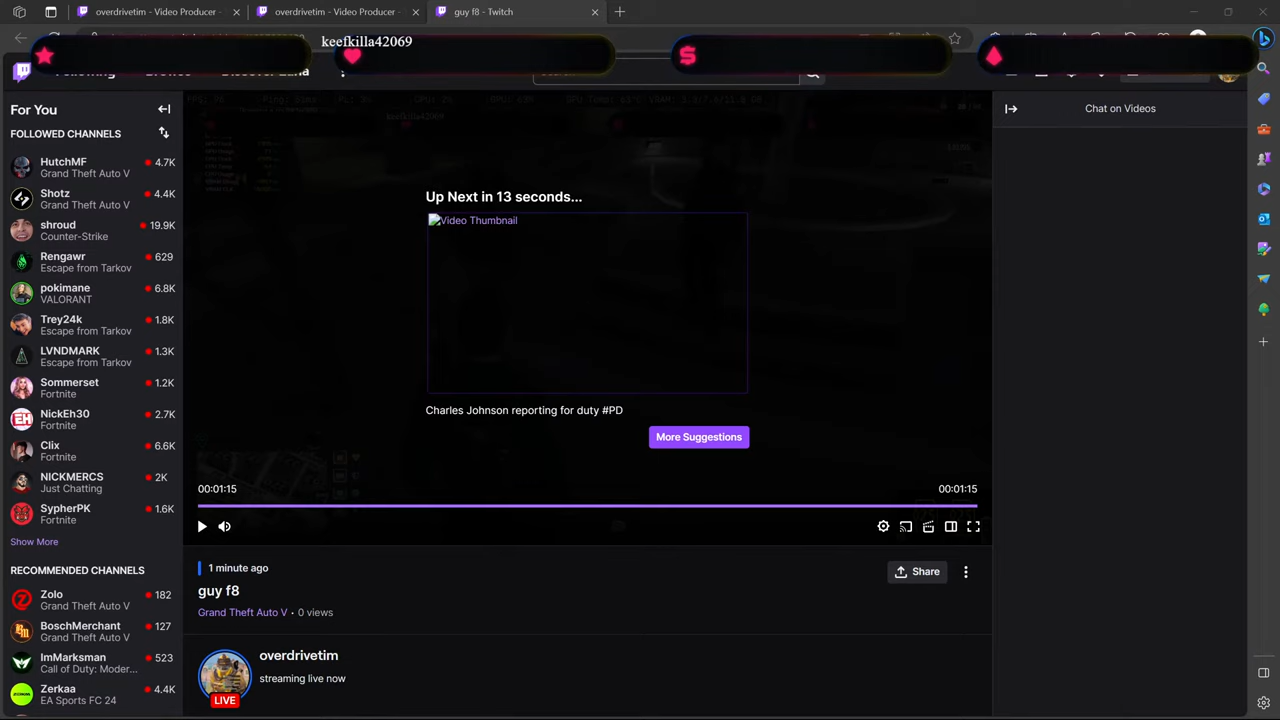 overdrivetim - Video Producer -
overdrivetim - Video Producer -
guy f8 - Twitch
keefkilla42069
Following
Browse
For You
Chat on Videos
FOLLOWED CHANNELS
HutchMF 4.7K
Grand Theft Auto V
Shotz 4.4K
Grand Theft Auto V
shroud 19.9K
Counter-Strike
Rengawr 629
Escape from Tarkov
pokimane 6.8K
VALORANT
Trey24k 1.8K
Escape from Tarkov
LVNDMARK 1.3K
Escape from Tarkov
Sommerset 1.2K
Fortnite
NickEh30 2.7K
Fortnite
Clix 6.6K
Fortnite
NICKMERCS 2K
Just Chatting
SypherPK 1.6K
Fortnite
Show More
RECOMMENDED CHANNELS
Zolo 182
Grand Theft Auto V
BoschMerchant 127
Grand Theft Auto V
ImMarksman 523
Call of Duty: Moder...
Zerkaa 4.4K
EA Sports FC 24
keefkilla42069
Up Next in 13 seconds...
Video Thumbnail
Charles Johnson reporting for duty #PD
More Suggestions
00:01:15 00:01:15
1 minute ago
Share
guy f8
Grand Theft Auto V • 0 views
overdrivetim
streaming live now
LIVE